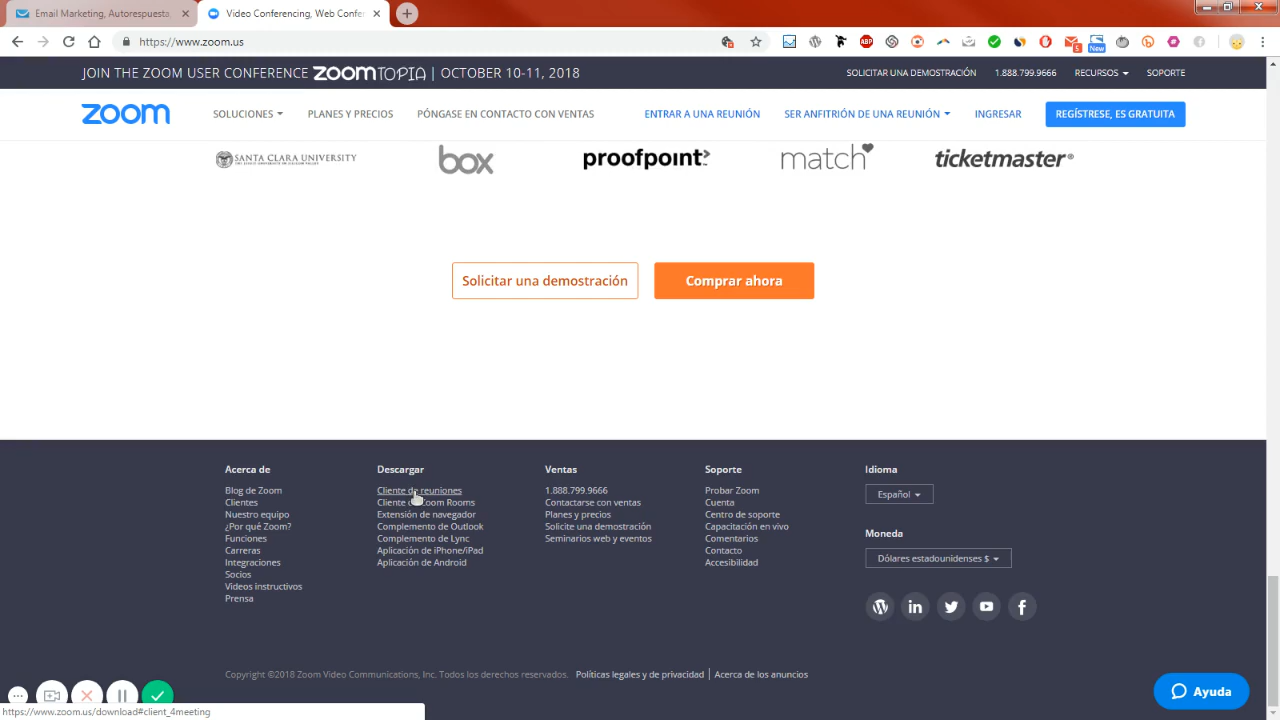 Email Marketing, Autorespuesta,
Video Conferencing, Web Confer
https://www.zoom.us
ABP
5
New
JOIN THE ZOOM USER CONFERENCE ZOOMTOPIA | OCTOBER 10-11, 2018
SOLICITAR UNA DEMOSTRACIÓN
1.888.799.9666
RECURSOS
SOPORTE
zoom
SOLUCIONES
PLANES Y PRECIOS
PÓNGASE EN CONTACTO CON VENTAS
ENTRAR A UNA REUNIÓN
SER ANFITRIÓN DE UNA REUNIÓN
INGRESAR
REGÍSTRESE, ES GRATUITA
SANTA CLARA UNIVERSITY
box
proofpoint
match
ticketmaster®
Solicitar una demostración
Comprar ahora
Acerca de
Blog de Zoom
Clientes
Nuestro equipo
¿Por qué Zoom?
Funciones
Carreras
Integraciones
Socios
Videos instructivos
Prensa
Descargar
Cliente de reuniones
Cliente de Zoom Rooms
Extensión de navegador
Complemento de Outlook
Complemento de Lync
Aplicación de iPhone/iPad
Aplicación de Android
Ventas
1.888.799.9666
Contactarse con ventas
Planes y precios
Solicite una demostración
Seminarios web y eventos
Soporte
Probar Zoom
Cuenta
Centro de soporte
Capacitación en vivo
Comentarios
Contacto
Accesibilidad
Idioma
Español
Moneda
Dólares estadounidenses $
Copyright ©2018 Zoom Video Communications, Inc. Todos los derechos reservados.
Políticas legales y de privacidad | Acerca de los anuncios
Ayuda
https://www.zoom.us/download#client_4meeting